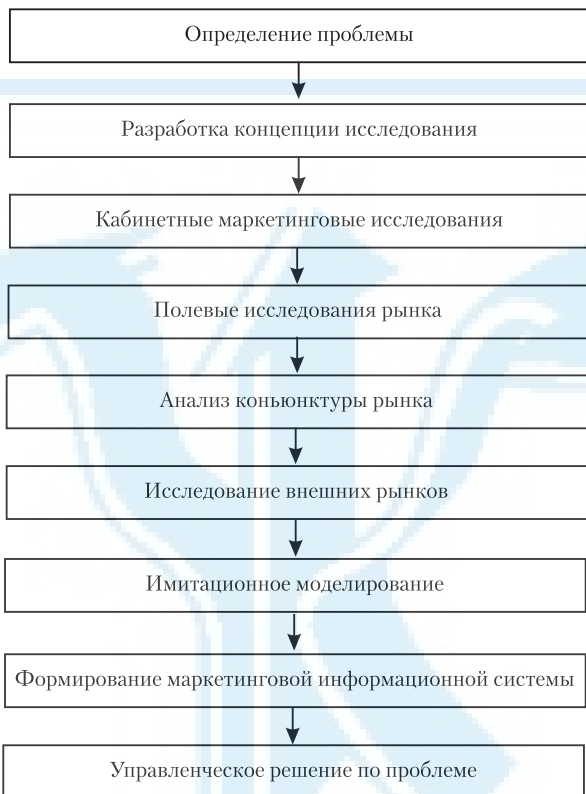 Определение проблемы
Разработка концепции исследования
Кабинетные маркетинговые исследования
Полевые исследования рынка
Анализ коньюнктуры рынка
Исследование внешних рынков
Имитационное моделирование
Формирование маркетинговой информационной системы
Управленческое решение по проблеме